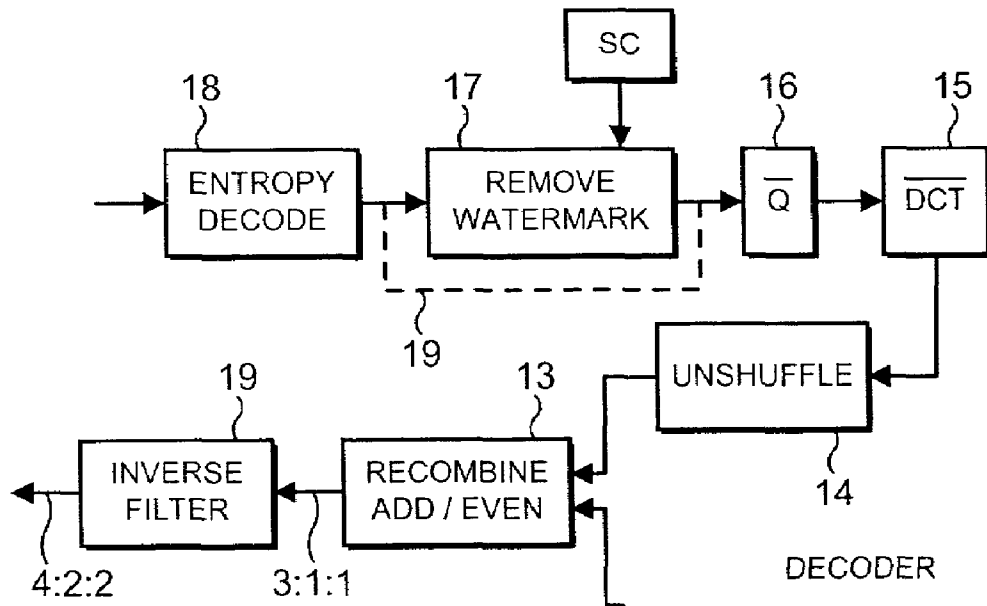 SC
18
17
16
15
ENTROPY
DECODE
REMOVE
WATERMARK
Q̅
D̅C̅T̅
19
UNSHUFFLE
14
19
13
INVERSE
FILTER
RECOMBINE
ADD / EVEN
4:2:2
3:1:1
DECODER